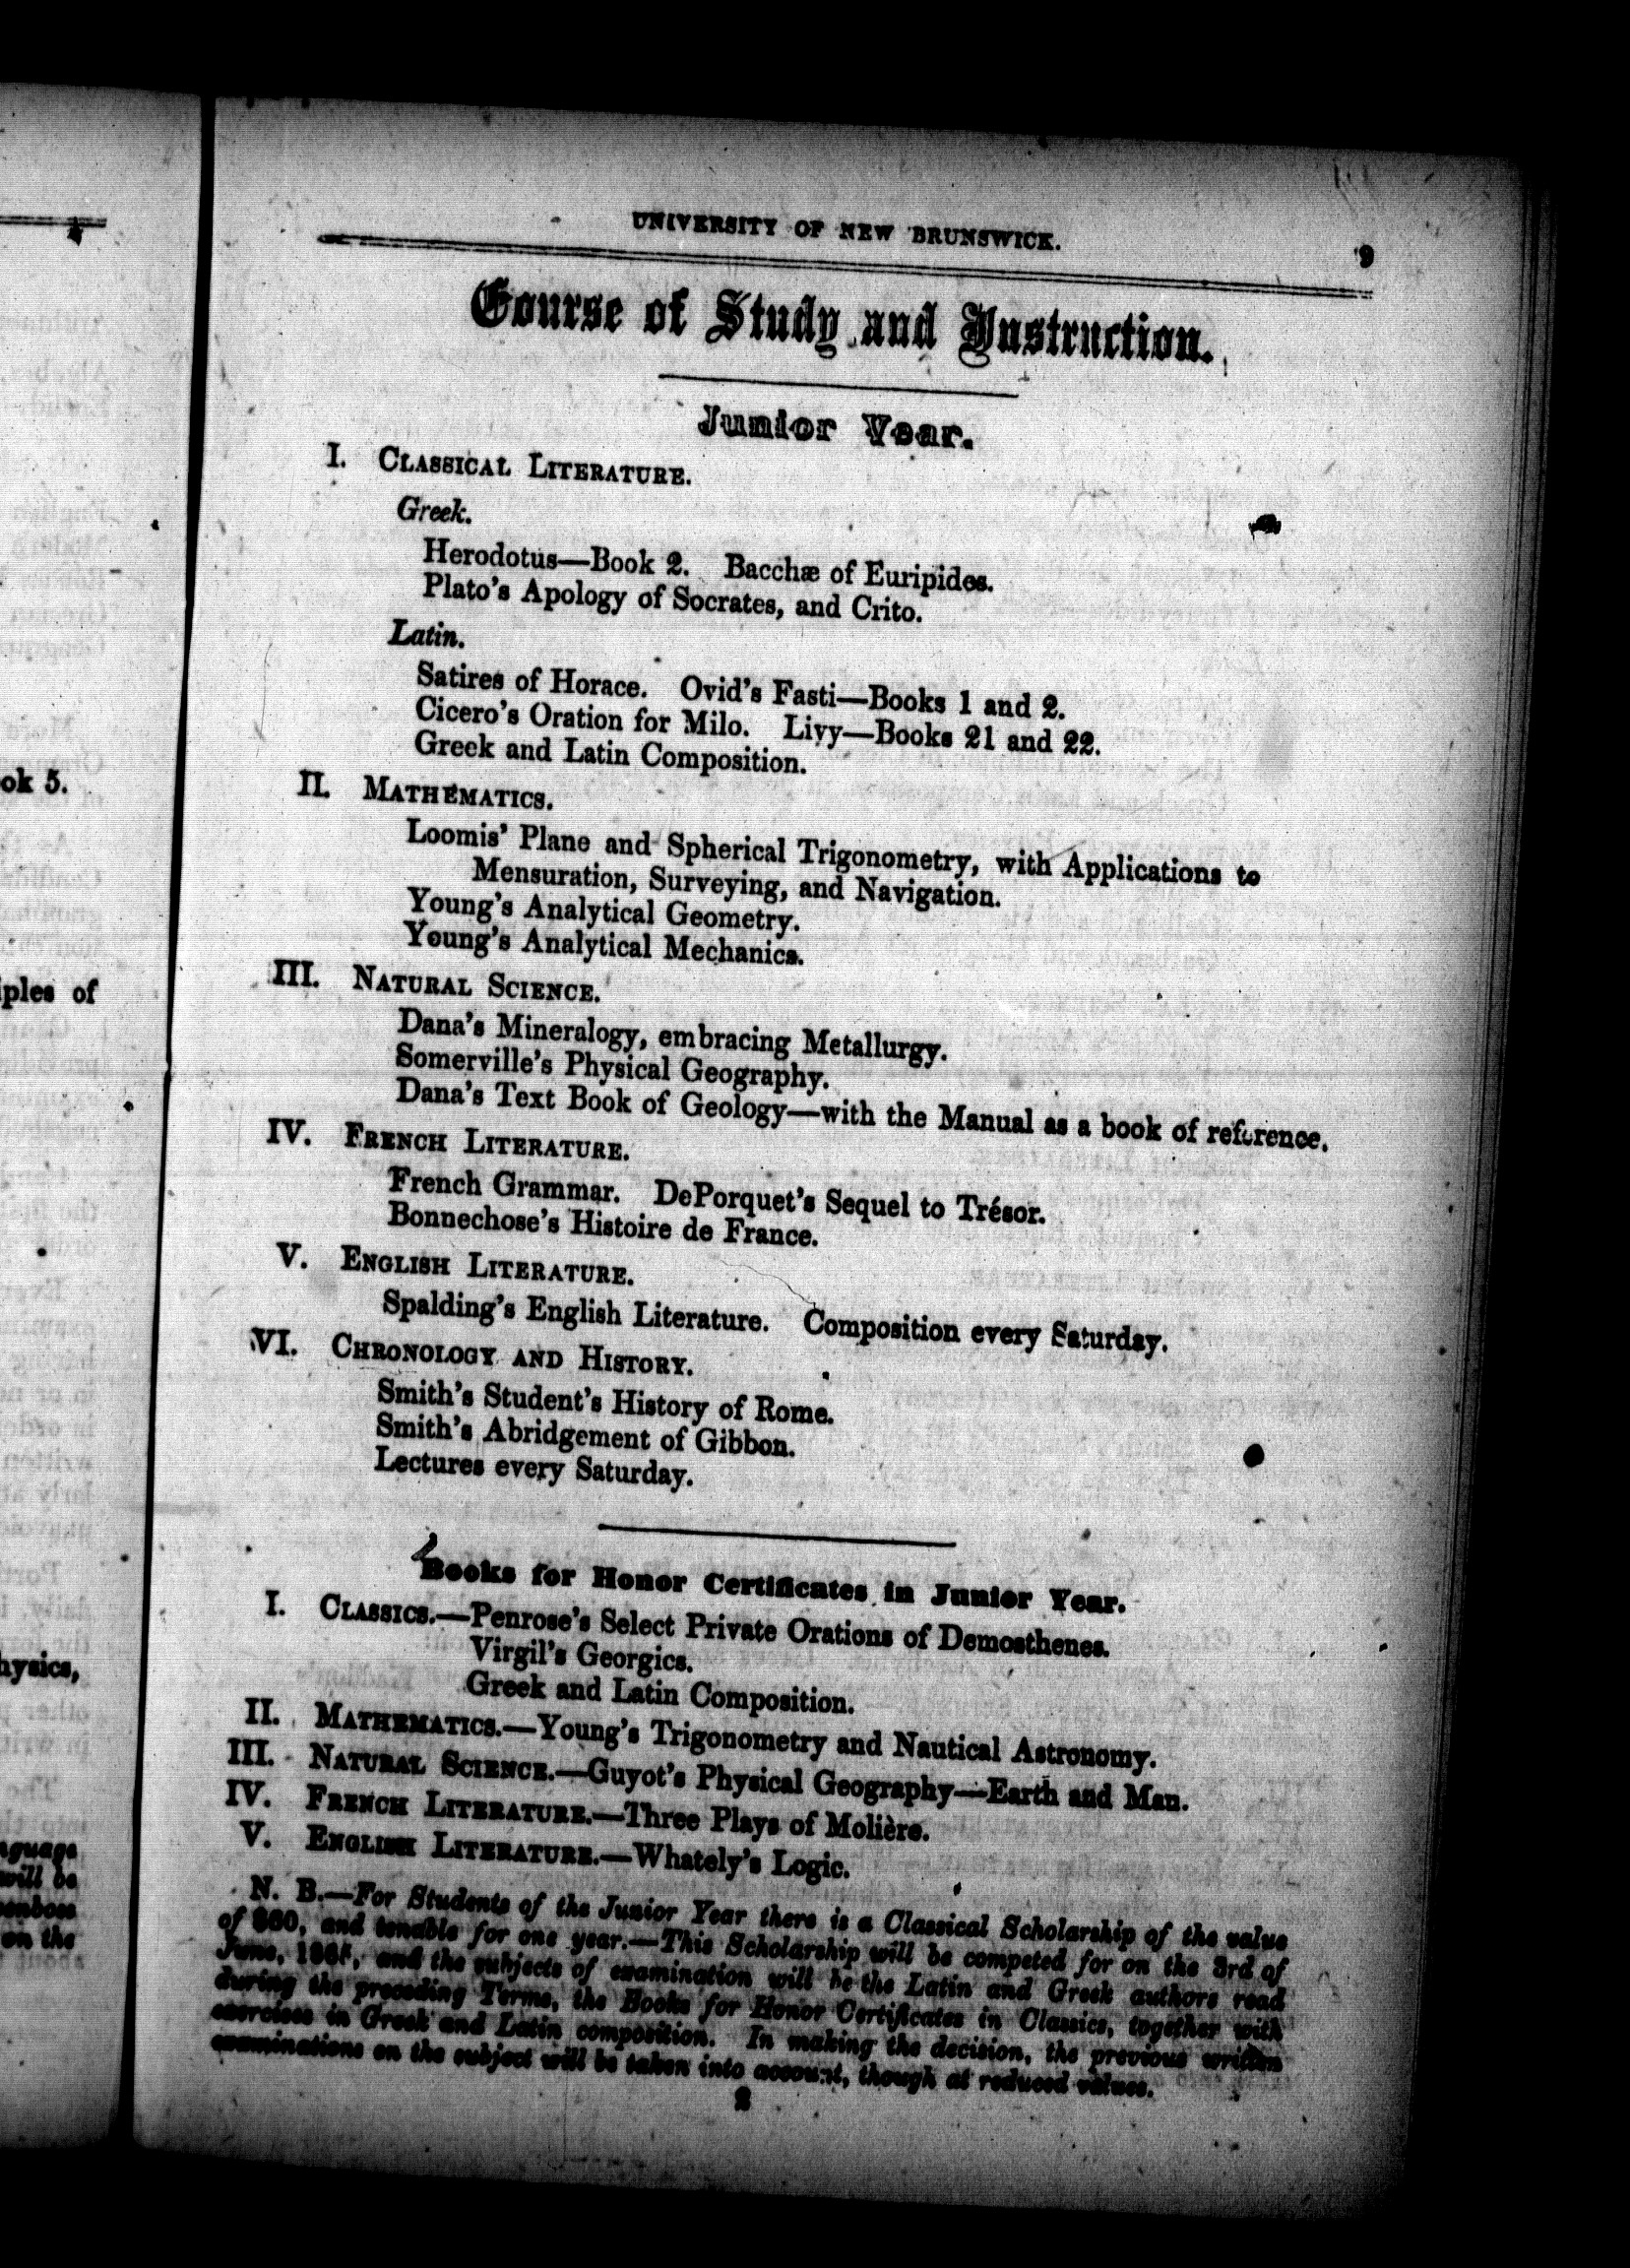 UNIVERSITY OF NEW BRUNSWICK. 9
Course of Study and Instruction.
Junior Year.
I. CLASSICAL LITERATURE.
Greek.
Herodotus—Book 2. Bacchæ of Euripides.
Plato's Apology of Socrates, and Crito.
Latin.
Satires of Horace. Ovid's Fasti—Books 1 and 2.
Cicero's Oration for Milo. Livy—Books 21 and 22.
Greek and Latin Composition.
II. MATHEMATICS.
Loomis' Plane and Spherical Trigonometry, with Applications to
Mensuration, Surveying, and Navigation.
Young's Analytical Geometry.
Young's Analytical Mechanics.
III. NATURAL SCIENCE.
Dana's Mineralogy, embracing Metallurgy.
Somerville's Physical Geography.
Dana's Text Book of Geology—with the Manual as a book of reference.
IV. FRENCH LITERATURE.
French Grammar. DePorquet's Sequel to Trésor.
Bonnechose's Histoire de France.
V. ENGLISH LITERATURE.
Spalding's English Literature. Composition every Saturday.
VI. CHRONOLOGY AND HISTORY.
Smith's Student's History of Rome.
Smith's Abridgement of Gibbon.
Lectures every Saturday.
Books for Honor Certificates in Junior Year.
I. CLASSICS.—Penrose's Select Private Orations of Demosthenes.
Virgil's Georgics.
Greek and Latin Composition.
II. MATHEMATICS.—Young's Trigonometry and Nautical Astronomy.
III. NATURAL SCIENCE.—Guyot's Physical Geography—Earth and Man.
IV. FRENCH LITERATURE.—Three Plays of Molière.
V. ENGLISH LITERATURE.—Whately's Logic.
N. B.—For Students of the Junior Year there is a Classical Scholarship of the value
of $60, and tenable for one year.—This Scholarship will be competed for on the 3rd of
June, and the subjects of examination will be the Latin and Greek authors read
during the preceding Terms, the Books for Honor Certificates in Classics, together with
exercises in Greek and Latin composition. In making the decision, the previous written
examinations on the subject will be taken into account, though at reduced values.
2
ok 5.
iples of
hysics,
nguage
will be
on the